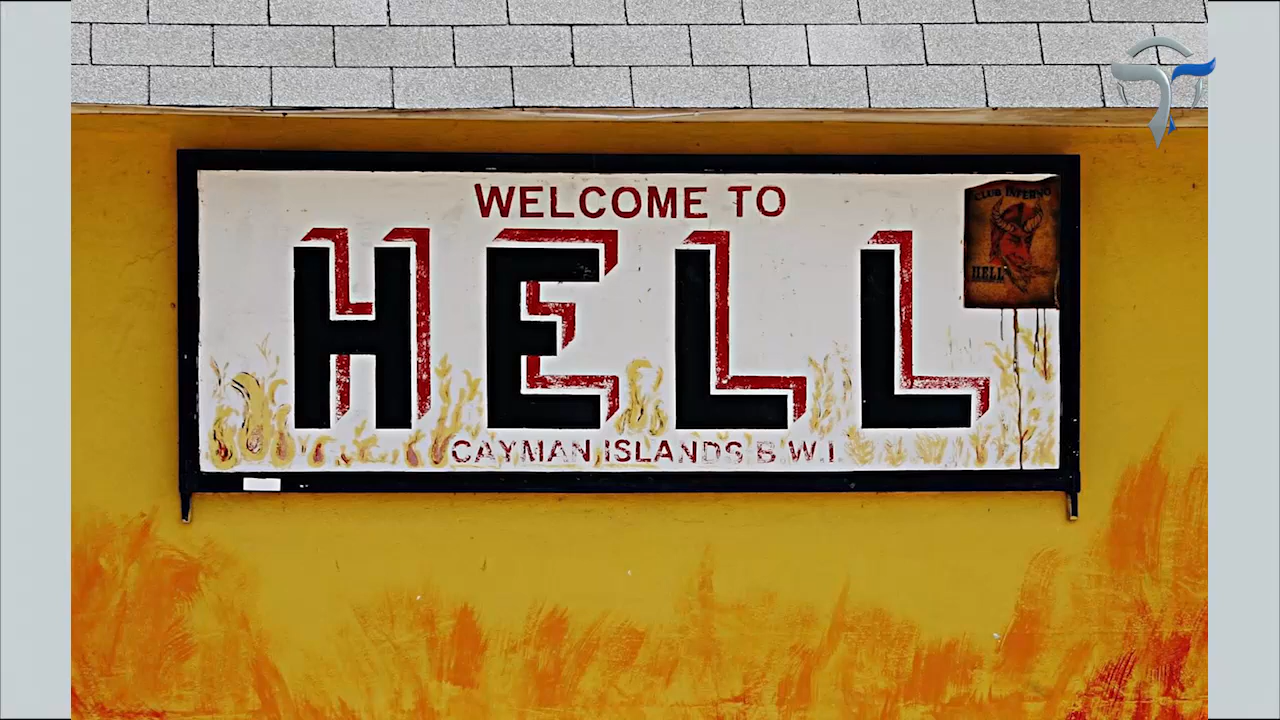 WELCOME TO
HELL
CLUB INFERNO
HELL
CAYMAN ISLANDS B.W.I.